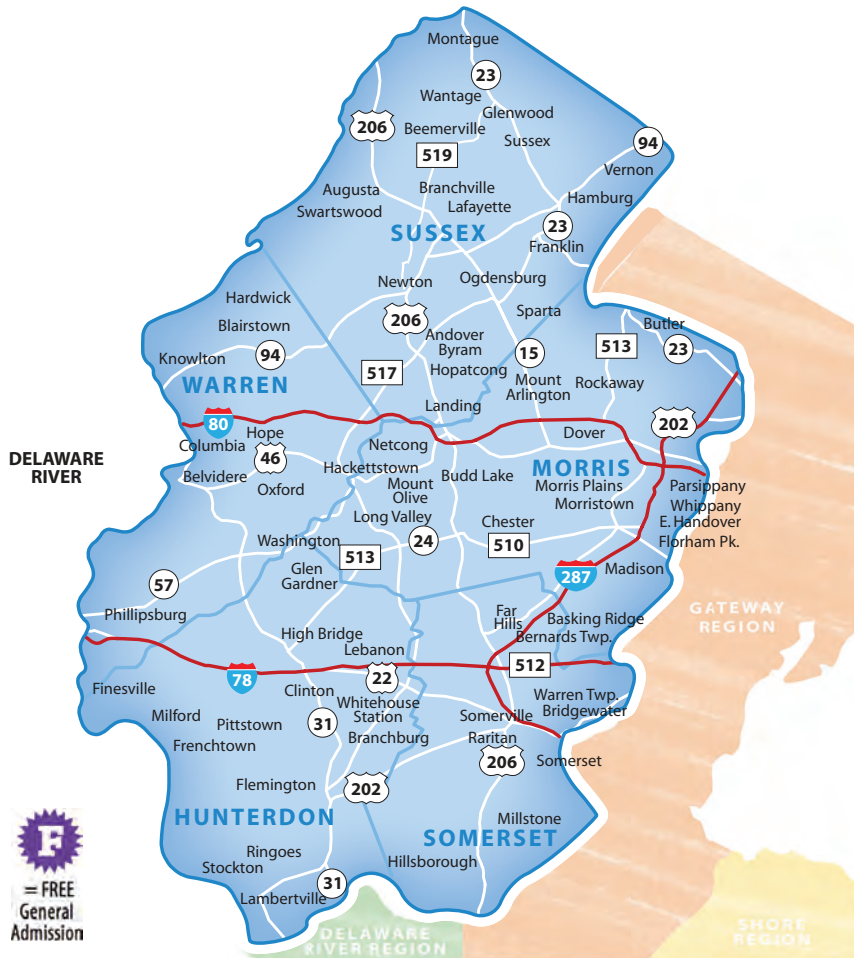 Montague
23
Wantage
Glenwood
206
Beemerville
Sussex
94
519
Vernon
Augusta
Branchville
Hamburg
Swartswood
Lafayette
SUSSEX
23
Franklin
Newton
Ogdensburg
Hardwick
Sparta
Blairstown
206
Butler
Andover
513
23
Knowlton
94
Byram
15
517
Hopatcong
Mount
Arlington
Rockaway
WARREN
Landing
80
202
Hope
Dover
Columbia
Netcong
DELAWARE
RIVER
46
Hackettstown
MORRIS
Belvidere
Mount
Olive
Budd Lake
Oxford
Morris Plains
Parsippany
Morristown
Whippany
Long Valley
Chester
E. Handover
Washington
24
510
Florham Pk.
513
Glen
Gardner
287
Madison
57
Phillipsburg
Far
Hills
Basking Ridge
GATEWAY
REGION
High Bridge
Bernards Twp.
Lebanon
512
78
22
Finesville
Clinton
Warren Twp.
Whitehouse
Station
Bridgewater
Milford
Pittstown
31
Somerville
Frenchtown
Branchburg
Raritan
206
Somerset
Flemington
202
HUNTERDON
Millstone
SOMERSET
F
Ringoes
Hillsborough
Stockton
= FREE
General
Admission
31
Lambertville
DELAWARE
RIVER REGION
SHORE
REGION